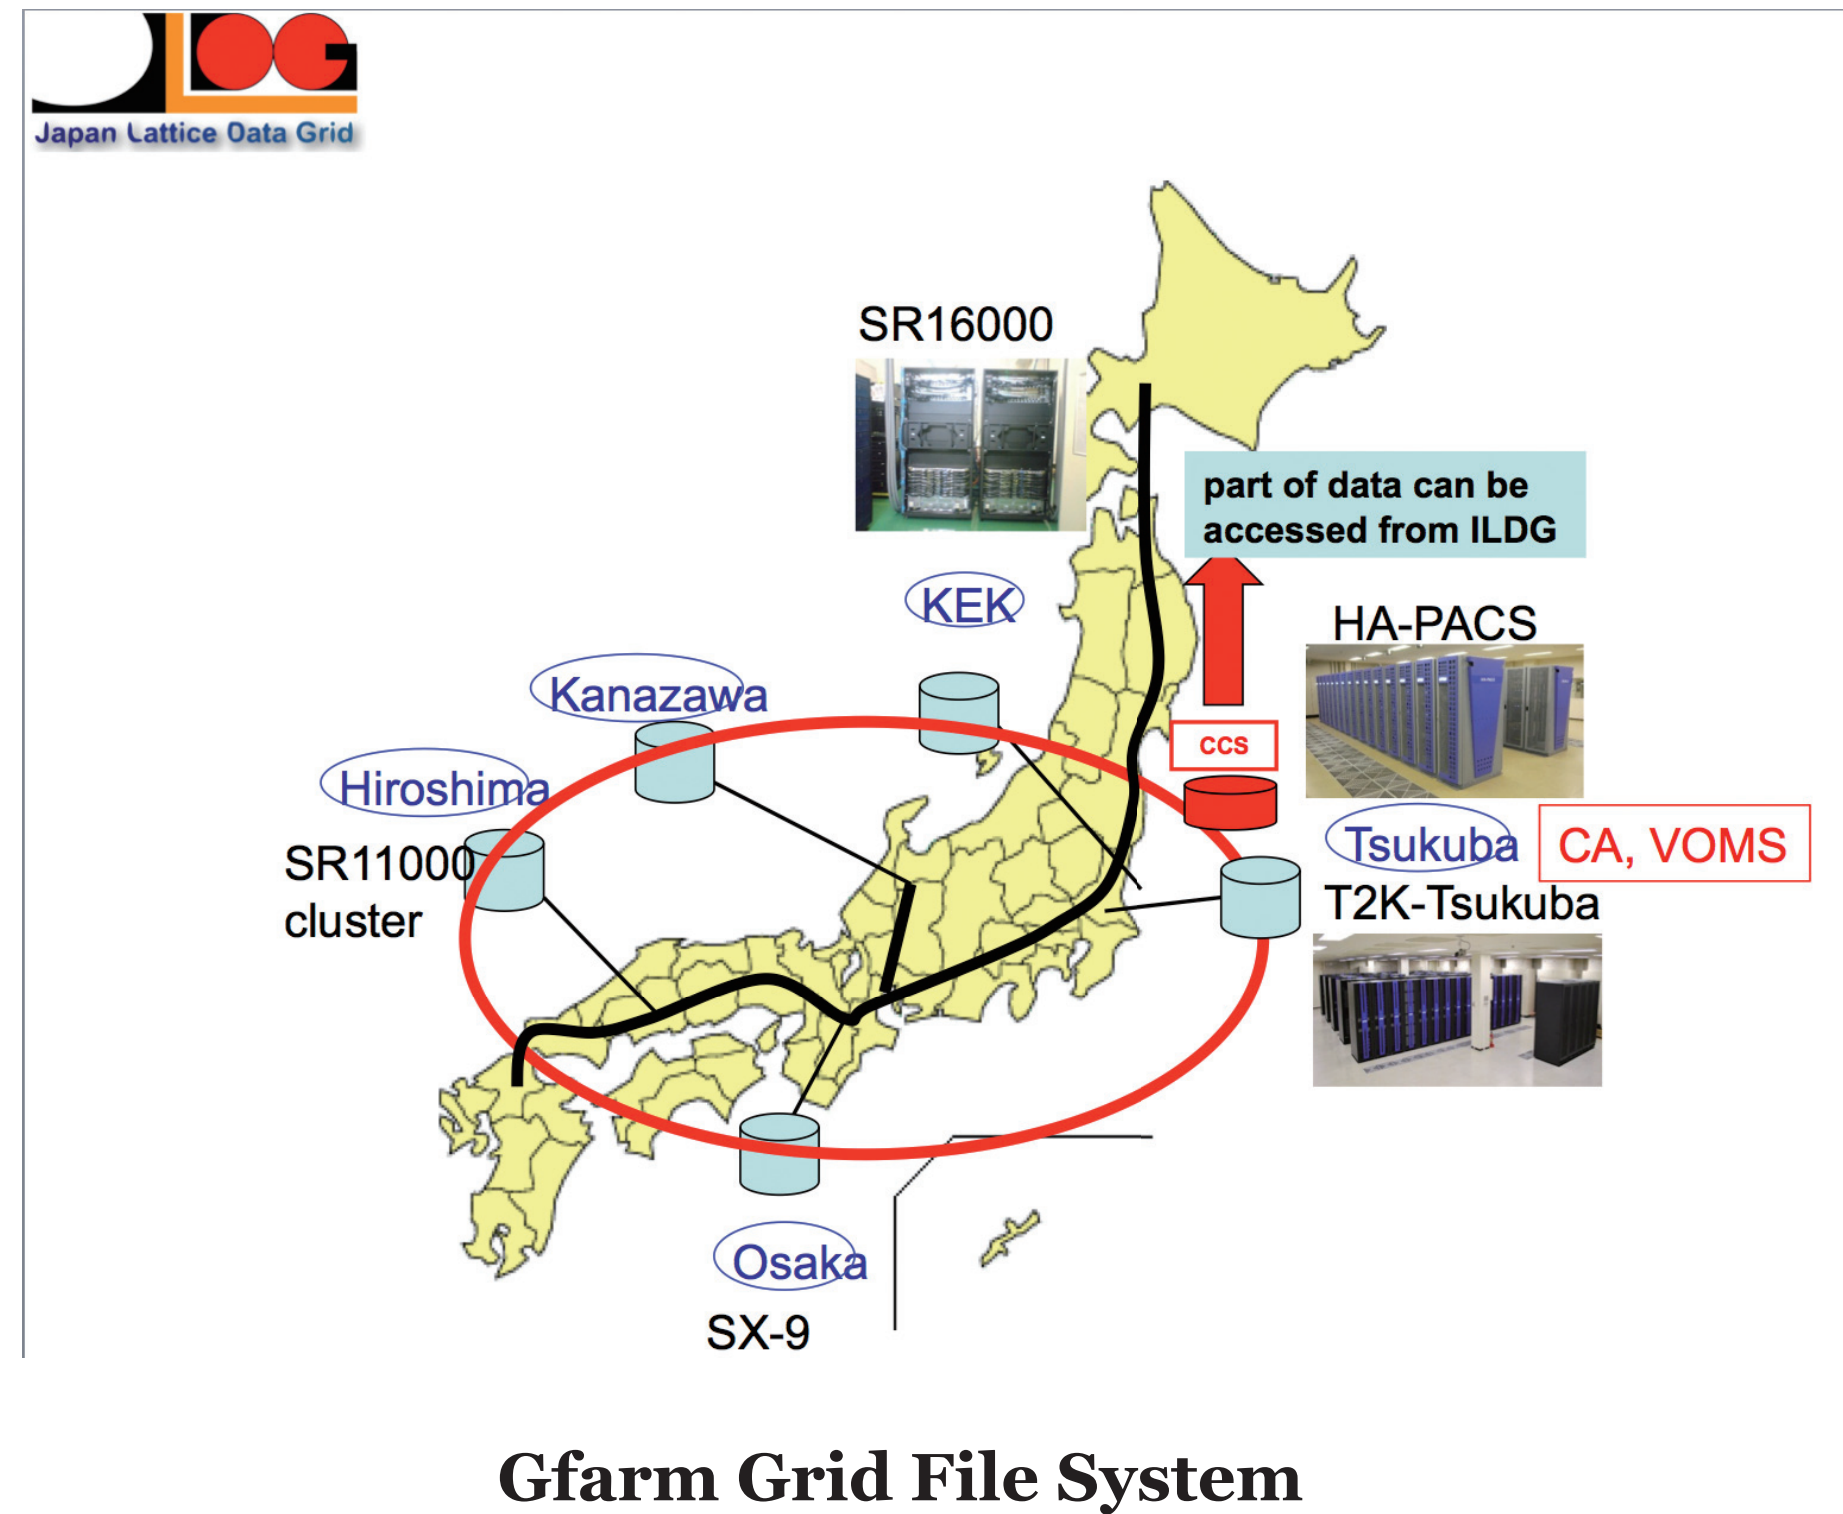 Japan Lattice Data Grid
SR16000
part of data can be
accessed from ILDG
KEK
HA-PACS
Kanazawa
CCS
Hiroshima
Tsukuba
CA, VOMS
SR11000
cluster
T2K-Tsukuba
Osaka
SX-9
Gfarm Grid File System